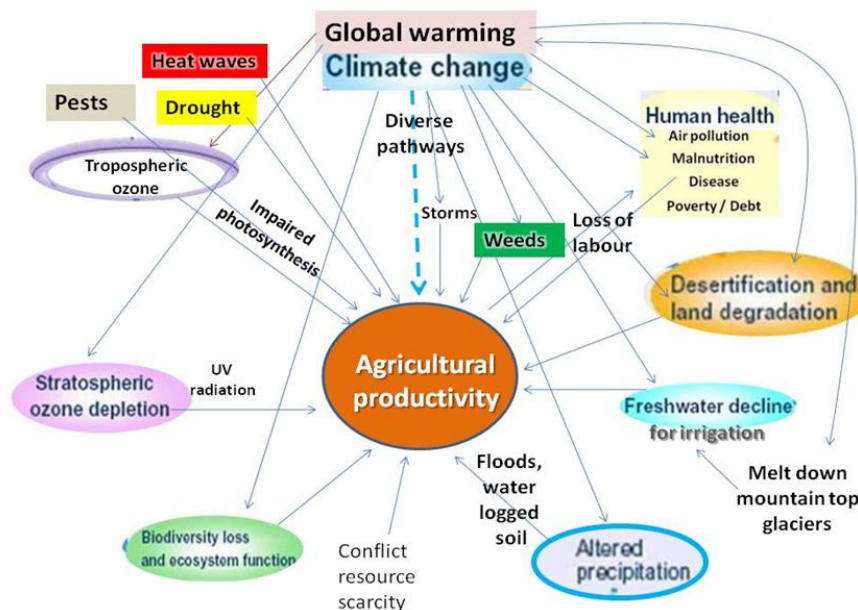 Global warming
Climate change
Heat waves
Pests
Drought
Tropospheric
ozone
Diverse
pathways
Human health
Air pollution
Malnutrition
Disease
Poverty / Debt
Impaired
photosynthesis
Storms
Weeds
Loss of
labour
Desertification and
land degradation
Agricultural
productivity
Stratospheric
ozone depletion
UV
radiation
Freshwater decline
for irrigation
Floods,
water
logged
soil
Melt down
mountain top
glaciers
Biodiversity loss
and ecosystem function
Conflict
resource
scarcity
Altered
precipitation